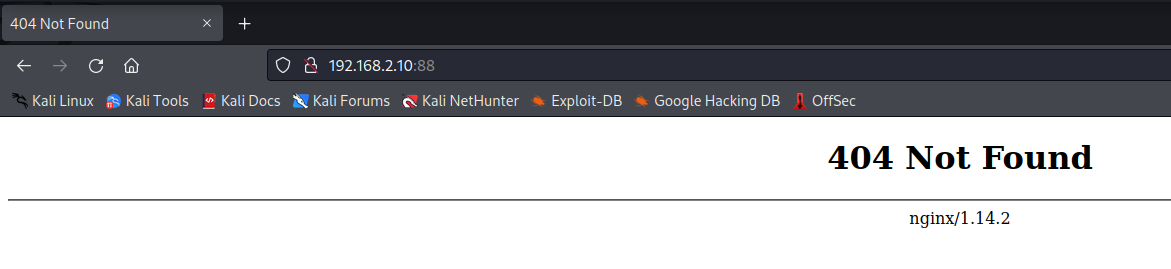 404 Not Found
192.168.2.10:88
Kali Linux Kali Tools Kali Docs Kali Forums Kali NetHunter Exploit-DB Google Hacking DB OffSec
404 Not Found
nginx/1.14.2